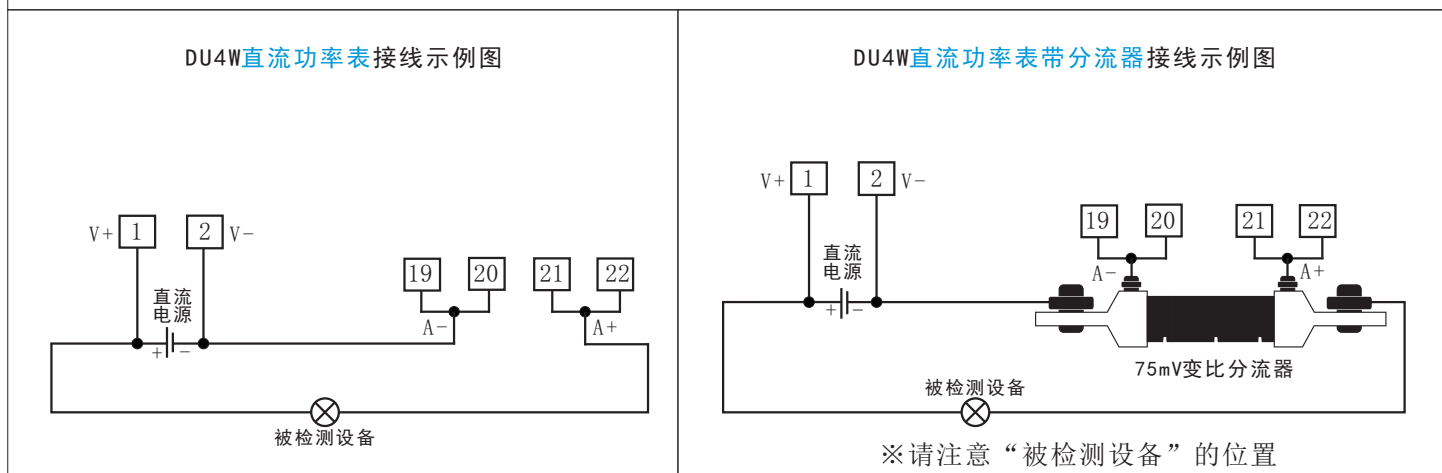 DU4W直流功率表接线示例图
V+ 1 2 V-
直流
电源
+ -
19 20 21 22
A- A+
被检测设备
DU4W直流功率表带分流器接线示例图
V+ 1 2 V-
直流
电源
+ -
19 20 21 22
A- A+
75mV变比分流器
被检测设备
※请注意“被检测设备”的位置